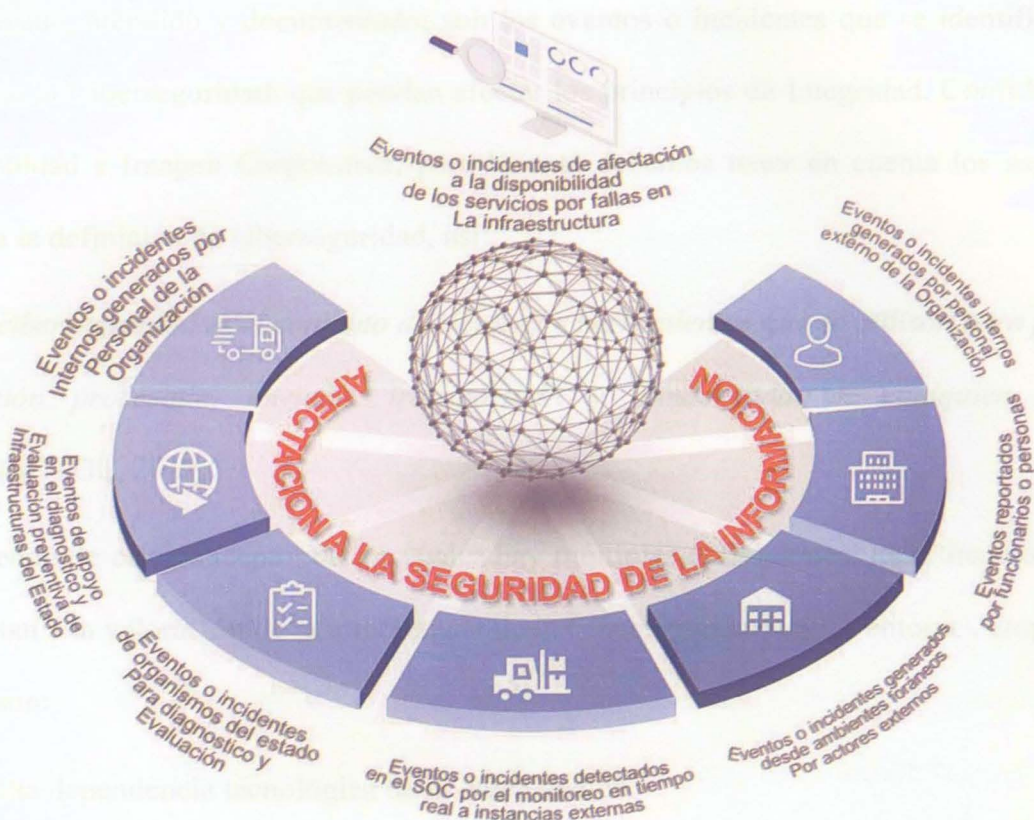 Eventos o incidentes de afectación
a la disponibilidad
de los servicios por fallas en
La infraestructura
Eventos o incidentes
Internos generados por
Personal de la
Organización
Eventos o incidentes internos
generados por personal
externo de la Organización
AFECTACION A LA SEGURIDAD DE LA INFORMACION
Eventos de apoyo
en el diagnostico y
Evaluación preventiva de
Infraestructuras del Estado
Eventos reportados
por funcionarios o personas
Eventos o incidentes
de organismos del estado
Para diagnostico y
Evaluación
Eventos o incidentes detectados
en el SOC por el monitoreo en tiempo
real a instancias externas
Eventos o incidentes generados
desde ambientes foráneos
Por actores externos